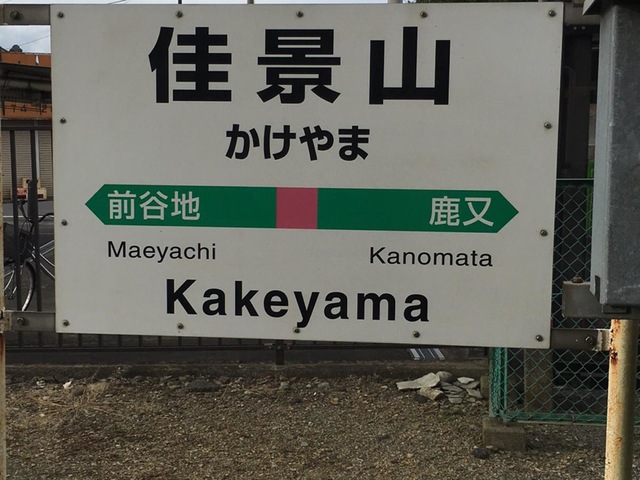 佳景山
かけやま
前谷地 鹿又
Maeyachi Kanomata
Kakeyama